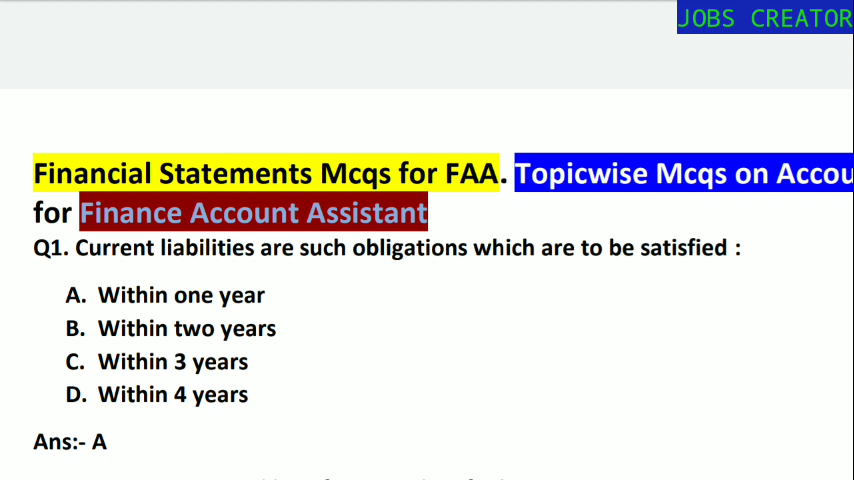 JOBS CREATOR
Financial Statements Mcqs for FAA. Topicwise Mcqs on Accou
for Finance Account Assistant
Q1. Current liabilities are such obligations which are to be satisfied :
A. Within one year
B. Within two years
C. Within 3 years
D. Within 4 years
Ans:- A